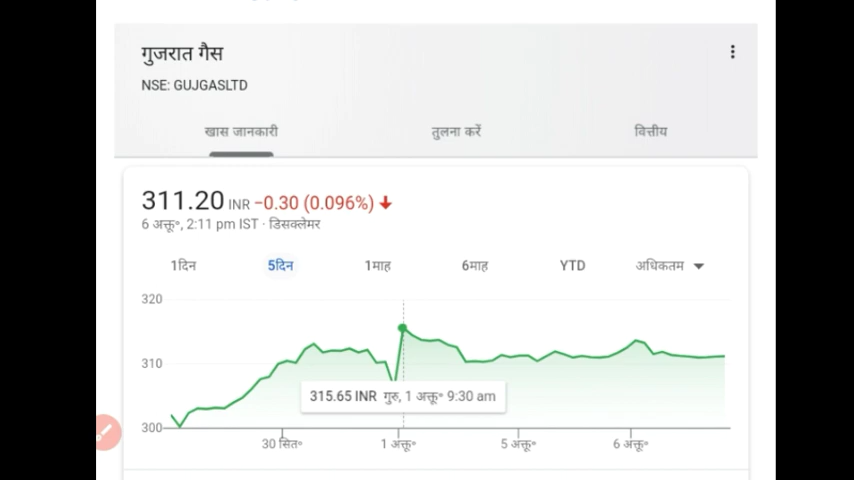 गुजरात गैस
NSE: GUJGASLTD
खास जानकारी तुलना करें वित्तीय
311.20 INR −0.30 (0.096%)
6 अक्तू॰, 2:11 pm IST · डिसक्लेमर
1दिन 5दिन 1माह 6माह YTD अधिकतम
320
310
315.65 INR गुरु, 1 अक्तू॰ 9:30 am
300
30 सित॰ 1 अक्तू॰ 5 अक्तू॰ 6 अक्तू॰